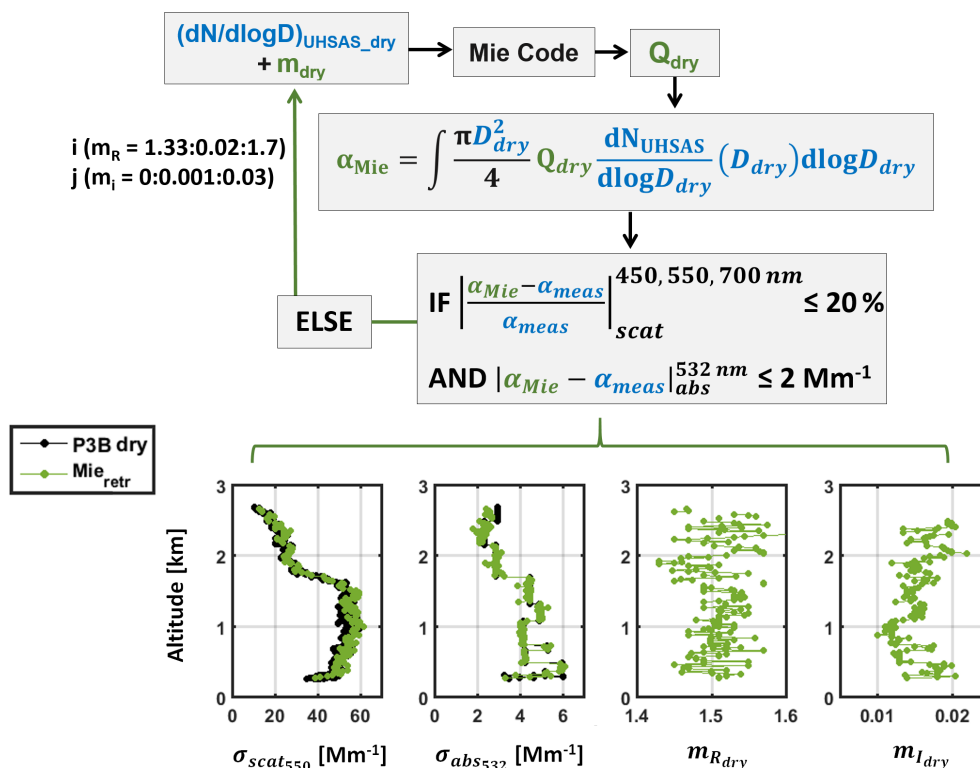 (dN/dlogD)UHSAS_dry
+ mdry
Mie Code
Qdry
i (mR = 1.33:0.02:1.7)
j (mi = 0:0.001:0.03)
αMie = ∫ πD²dry/4 Qdry dNUHSAS/dlogDdry (Ddry)dlogDdry
IF |αMie−αmeas/αmeas|scat 450, 550, 700 nm ≤ 20 %
ELSE
AND |αMie − αmeas|abs 532 nm ≤ 2 Mm-1
P3B dry
Mieretr
Altitude [km]
3
2
1
0
0 20 40 60
σscat550 [Mm-1]
3
2
1
0
0 2 4 6
σabs532 [Mm-1]
3
2
1
0
1.4 1.5 1.6
mRdry
3
2
1
0
0.01 0.02
mIdry